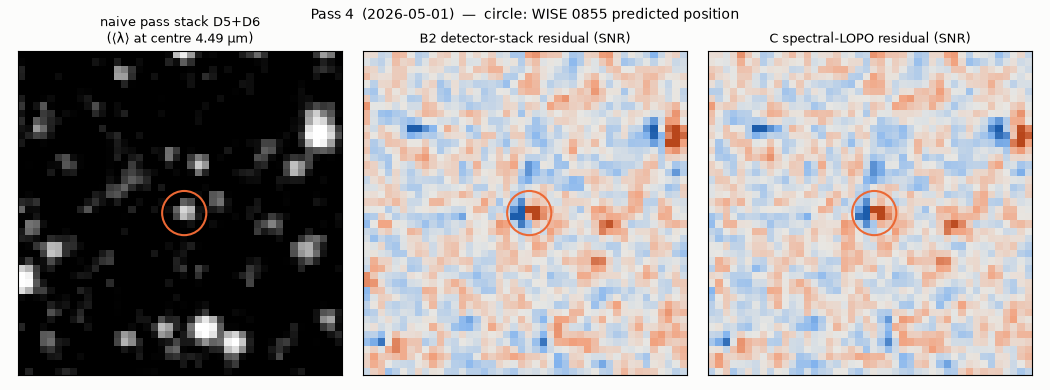 Pass 4 (2026-05-01) — circle: WISE 0855 predicted position
naive pass stack D5+D6
(⟨λ⟩ at centre 4.49 μm)
B2 detector-stack residual (SNR)
C spectral-LOPO residual (SNR)